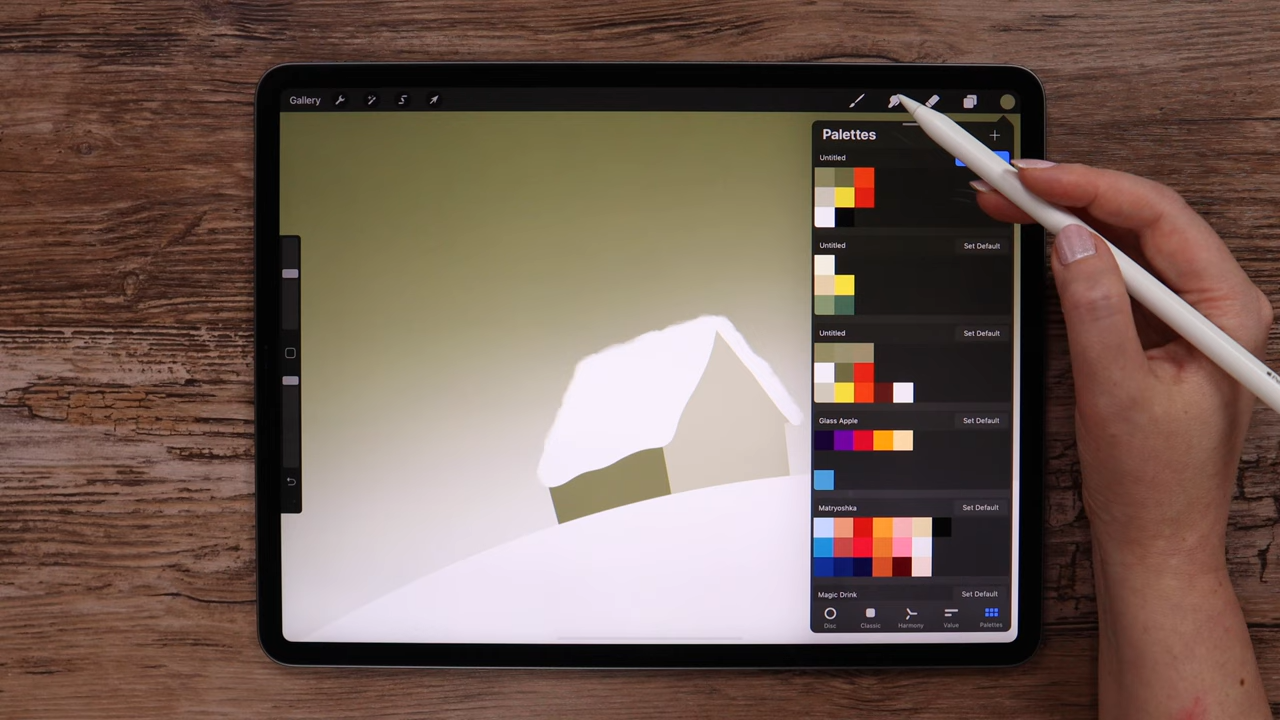 Gallery
Palettes
Untitled
Untitled
Set Default
Untitled
Set Default
Glass Apple
Set Default
Matryoshka
Set Default
Magic Drink
Set Default
Disc
Classic
Harmony
Value
Palettes